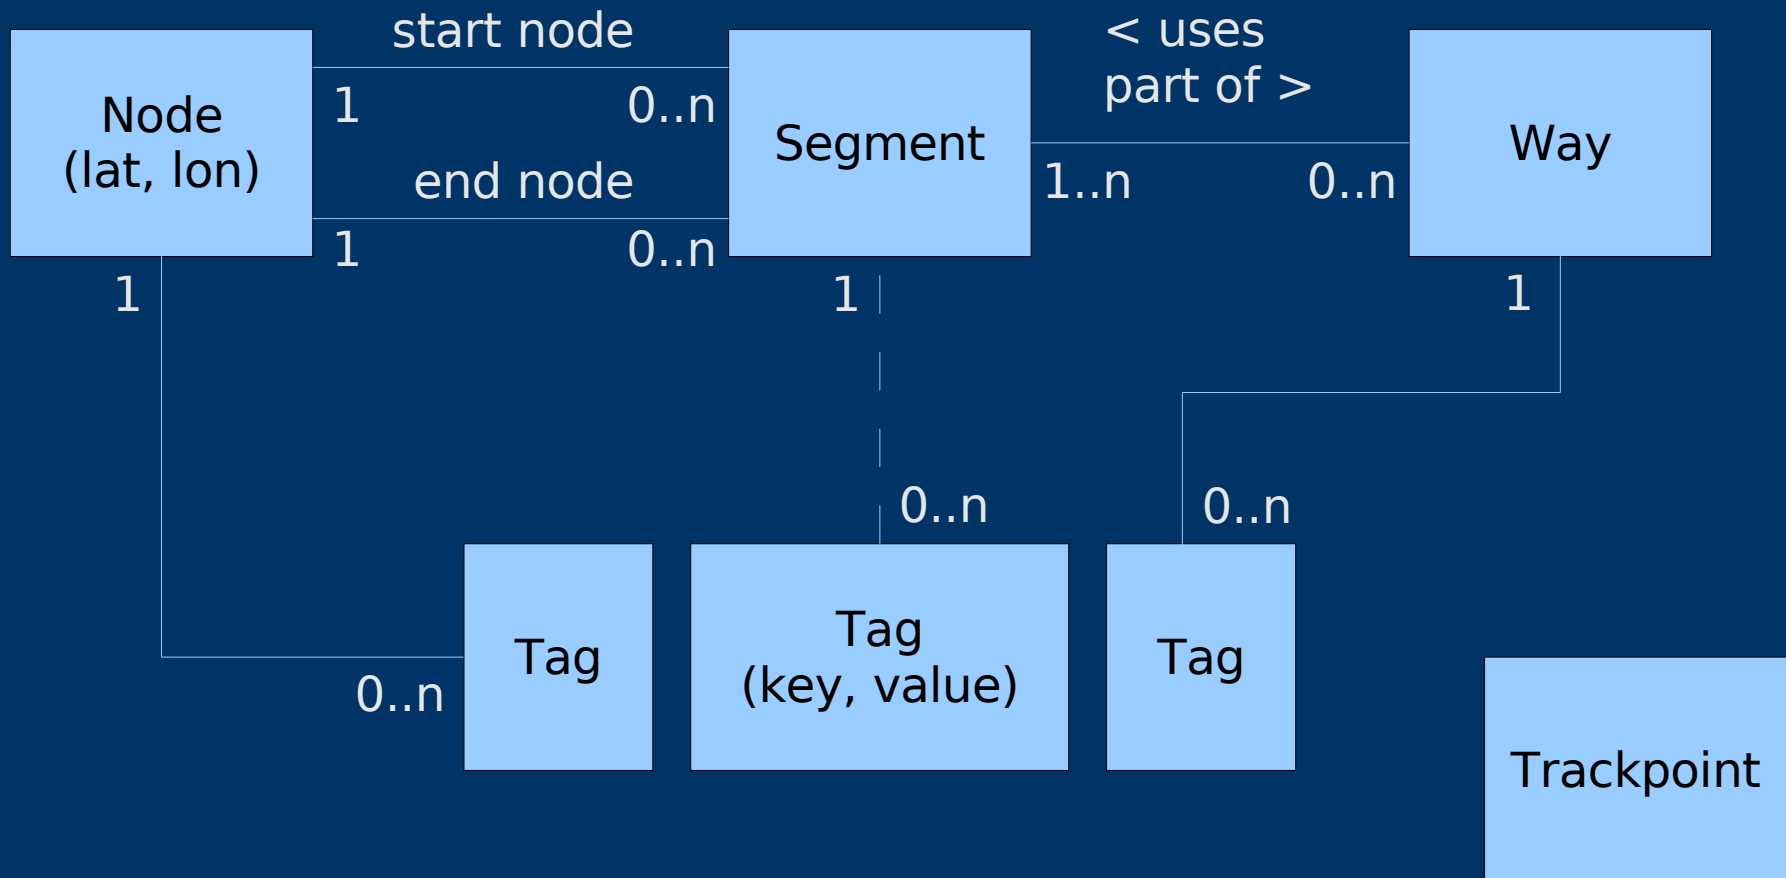 start node
< uses
part of >
Node
(lat, lon)
1
0..n
Segment
Way
end node
1..n
0..n
1
0..n
1
1
1
0..n
0..n
Tag
Tag
(key, value)
Tag
0..n
Trackpoint